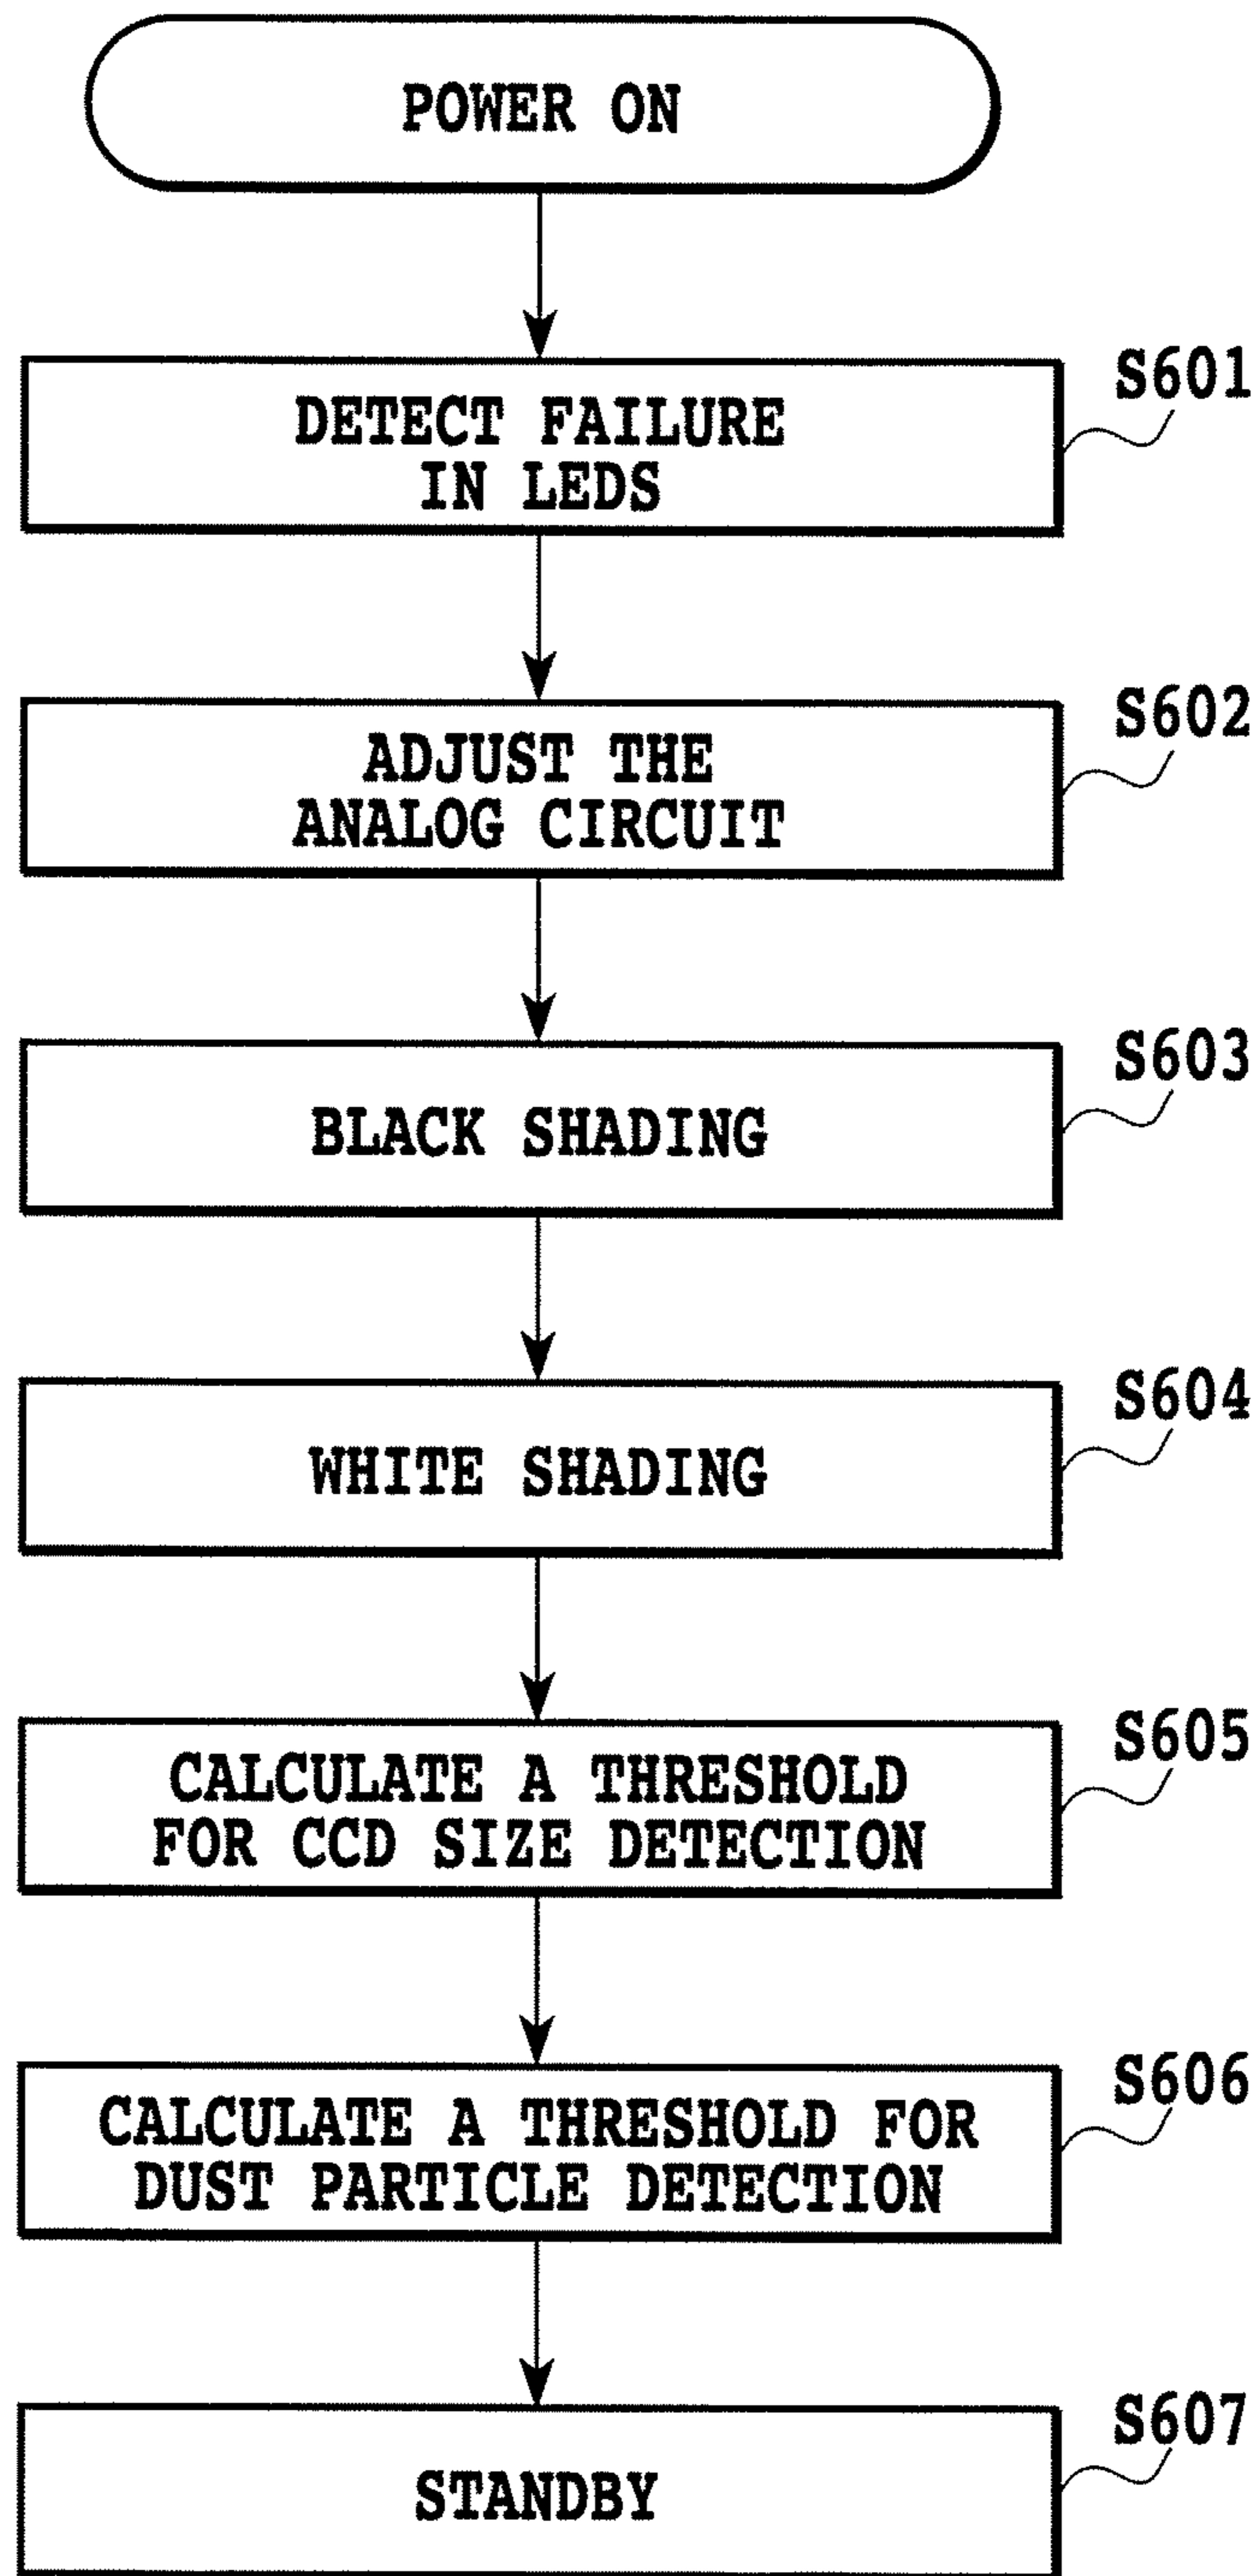 POWER ON
S601
DETECT FAILURE
IN LEDS
S602
ADJUST THE
ANALOG CIRCUIT
S603
BLACK SHADING
S604
WHITE SHADING
S605
CALCULATE A THRESHOLD
FOR CCD SIZE DETECTION
S606
CALCULATE A THRESHOLD FOR
DUST PARTICLE DETECTION
S607
STANDBY